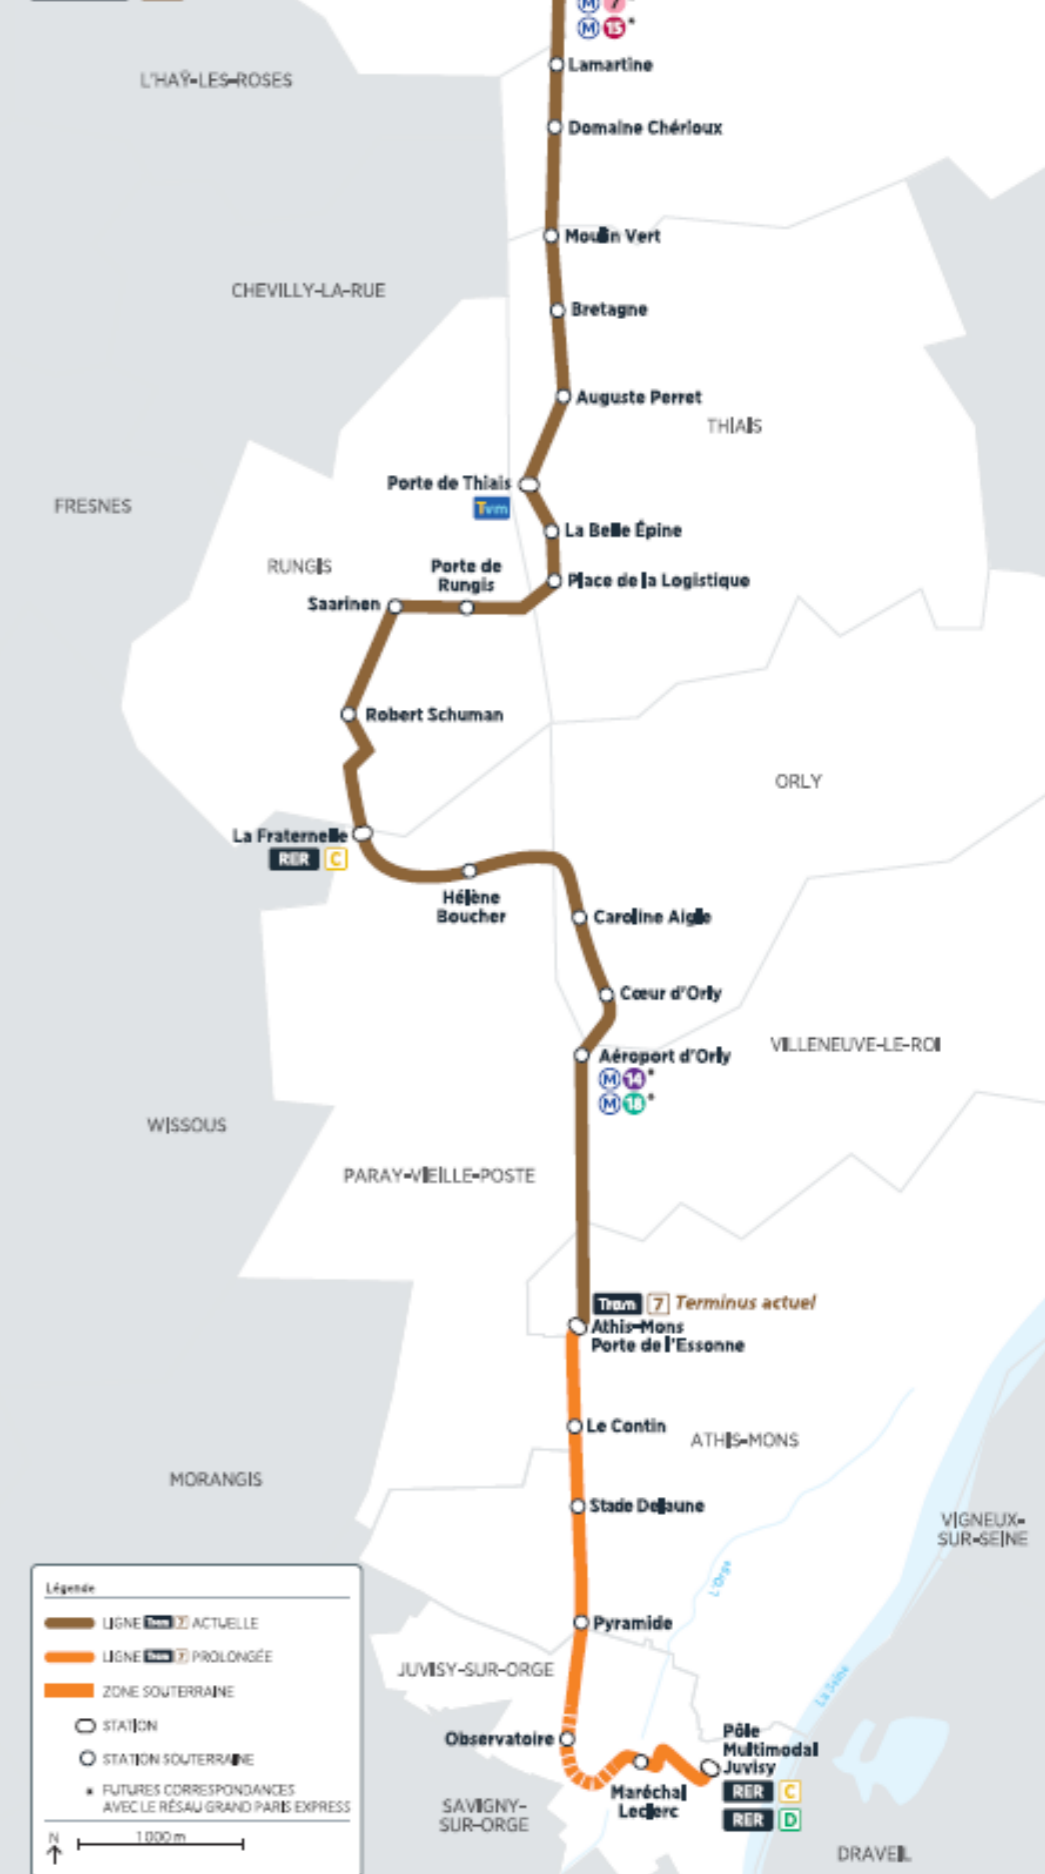 M 7 *
M 15 *
Lamartine
L'HAŸ-LES-ROSES
Domaine Chérioux
Moulin Vert
CHEVILLY-LA-RUE
Bretagne
Auguste Perret
THIAIS
Porte de Thiais
Tvm
FRESNES
La Belle Épine
RUNGIS
Porte de
Rungis
Place de la Logistique
Saarinen
Robert Schuman
ORLY
La Fraternelle
RER C
Hélène
Boucher
Caroline Aigle
Cœur d'Orly
VILLENEUVE-LE-ROI
Aéroport d'Orly
M 14 *
M 18 *
WISSOUS
PARAY-VIEILLE-POSTE
Tram 7 Terminus actuel
Athis-Mons
Porte de l'Essonne
Le Contin
ATHIS-MONS
MORANGIS
Stade Delaune
VIGNEUX-
SUR-SEINE
L'Orge
Pyramide
JUVISY-SUR-ORGE
La Seine
Observatoire
Pôle
Multimodal
Juvisy
RER C
RER D
Maréchal
Leclerc
SAVIGNY-
SUR-ORGE
DRAVEIL
Légende
LIGNE Tram 7 ACTUELLE
LIGNE Tram 7 PROLONGÉE
ZONE SOUTERRAINE
STATION
STATION SOUTERRAINE
* FUTURES CORRESPONDANCES
AVEC LE RÉSAU GRAND PARIS EXPRESS
N
1 000 m